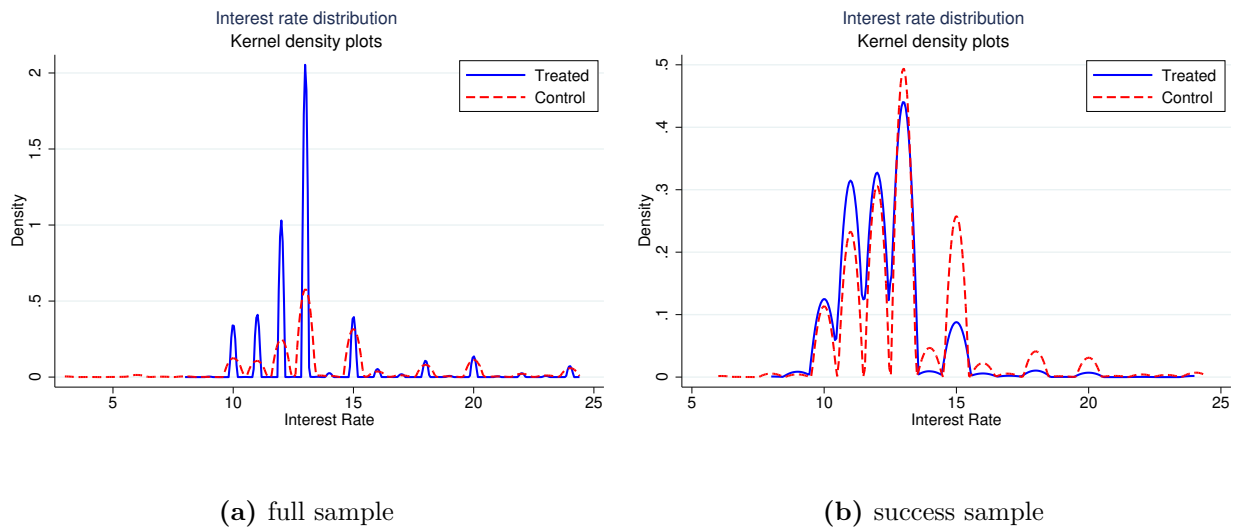 Interest rate distribution
Kernel density plots
Treated
Control
2
1.5
1
.5
0
Density
5
10
15
20
25
Interest Rate
(a) full sample
Interest rate distribution
Kernel density plots
Treated
Control
.5
.4
.3
.2
.1
0
Density
5
10
15
20
25
Interest Rate
(b) success sample